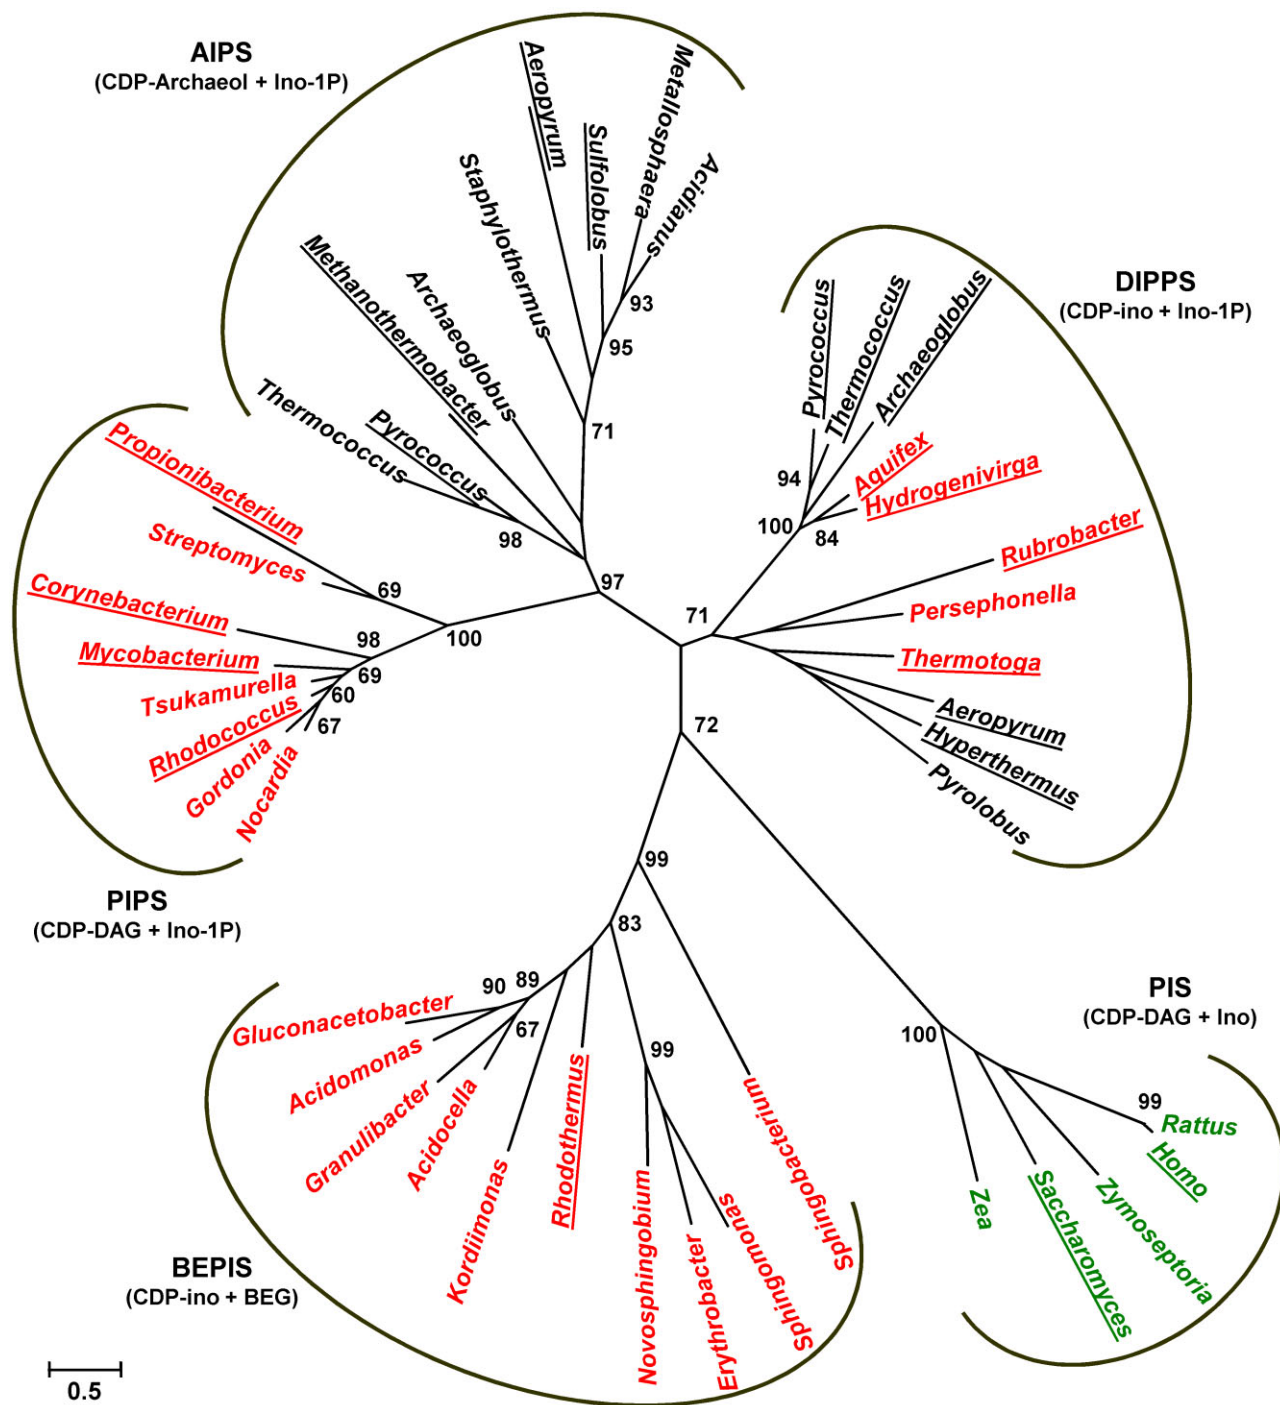 AIPS
(CDP-Archaeol + Ino-1P)
Aeropyrum
Sulfolobus
Metallosphaera
Acidianus
Staphylothermus
Methanothermobacter
Archaeoglobus
Thermococcus
Pyrococcus
93
95
71
98
97
DIPPS
(CDP-ino + Ino-1P)
Pyrococcus
Thermococcus
Archaeoglobus
Aquifex
Hydrogenivirga
Rubrobacter
Persephonella
Thermotoga
Aeropyrum
Hyperthermus
Pyrolobus
94
100
84
71
Propionibacterium
Streptomyces
Corynebacterium
Mycobacterium
Tsukamurella
Rhodococcus
Gordonia
Nocardia
69
98
100
69
60
67
PIPS
(CDP-DAG + Ino-1P)
72
99
83
90
89
67
99
Gluconacetobacter
Acidomonas
Granulibacter
Acidocella
Kordiimonas
Rhodothermus
Novosphingobium
Erythrobacter
Sphingomonas
Sphingobacterium
BEPIS
(CDP-ino + BEG)
PIS
(CDP-DAG + Ino)
100
99
Rattus
Homo
Zymoseptoria
Saccharomyces
Zea
0.5